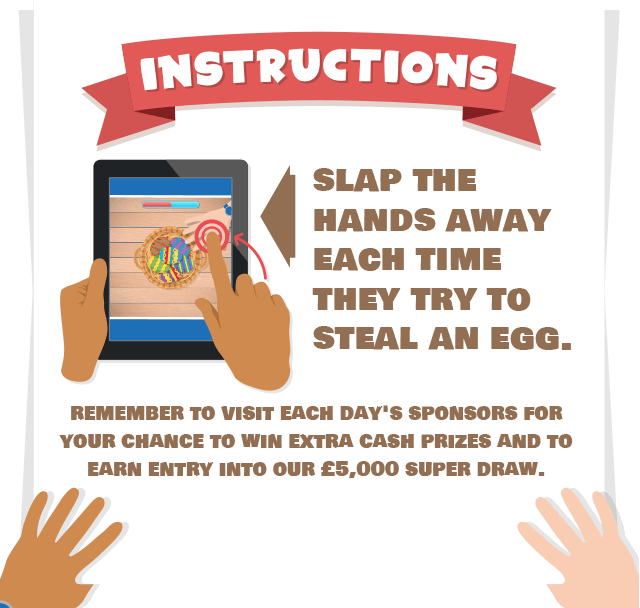 INSTRUCTIONS
SLAP THE
HANDS AWAY
EACH TIME
THEY TRY TO
STEAL AN EGG.
REMEMBER TO VISIT EACH DAY'S SPONSORS FOR
YOUR CHANCE TO WIN EXTRA CASH PRIZES AND TO
EARN ENTRY INTO OUR £5,000 SUPER DRAW.